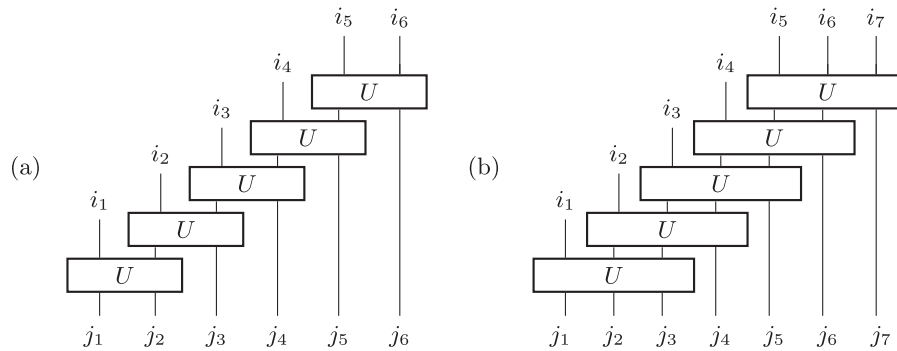 i₅ i₆ i₅ i₆ i₇
i₄ U i₄ U
i₃ U i₃ U
(a) i₂ U (b) i₂ U
i₁ U i₁ U
U U
j₁ j₂ j₃ j₄ j₅ j₆ j₁ j₂ j₃ j₄ j₅ j₆ j₇